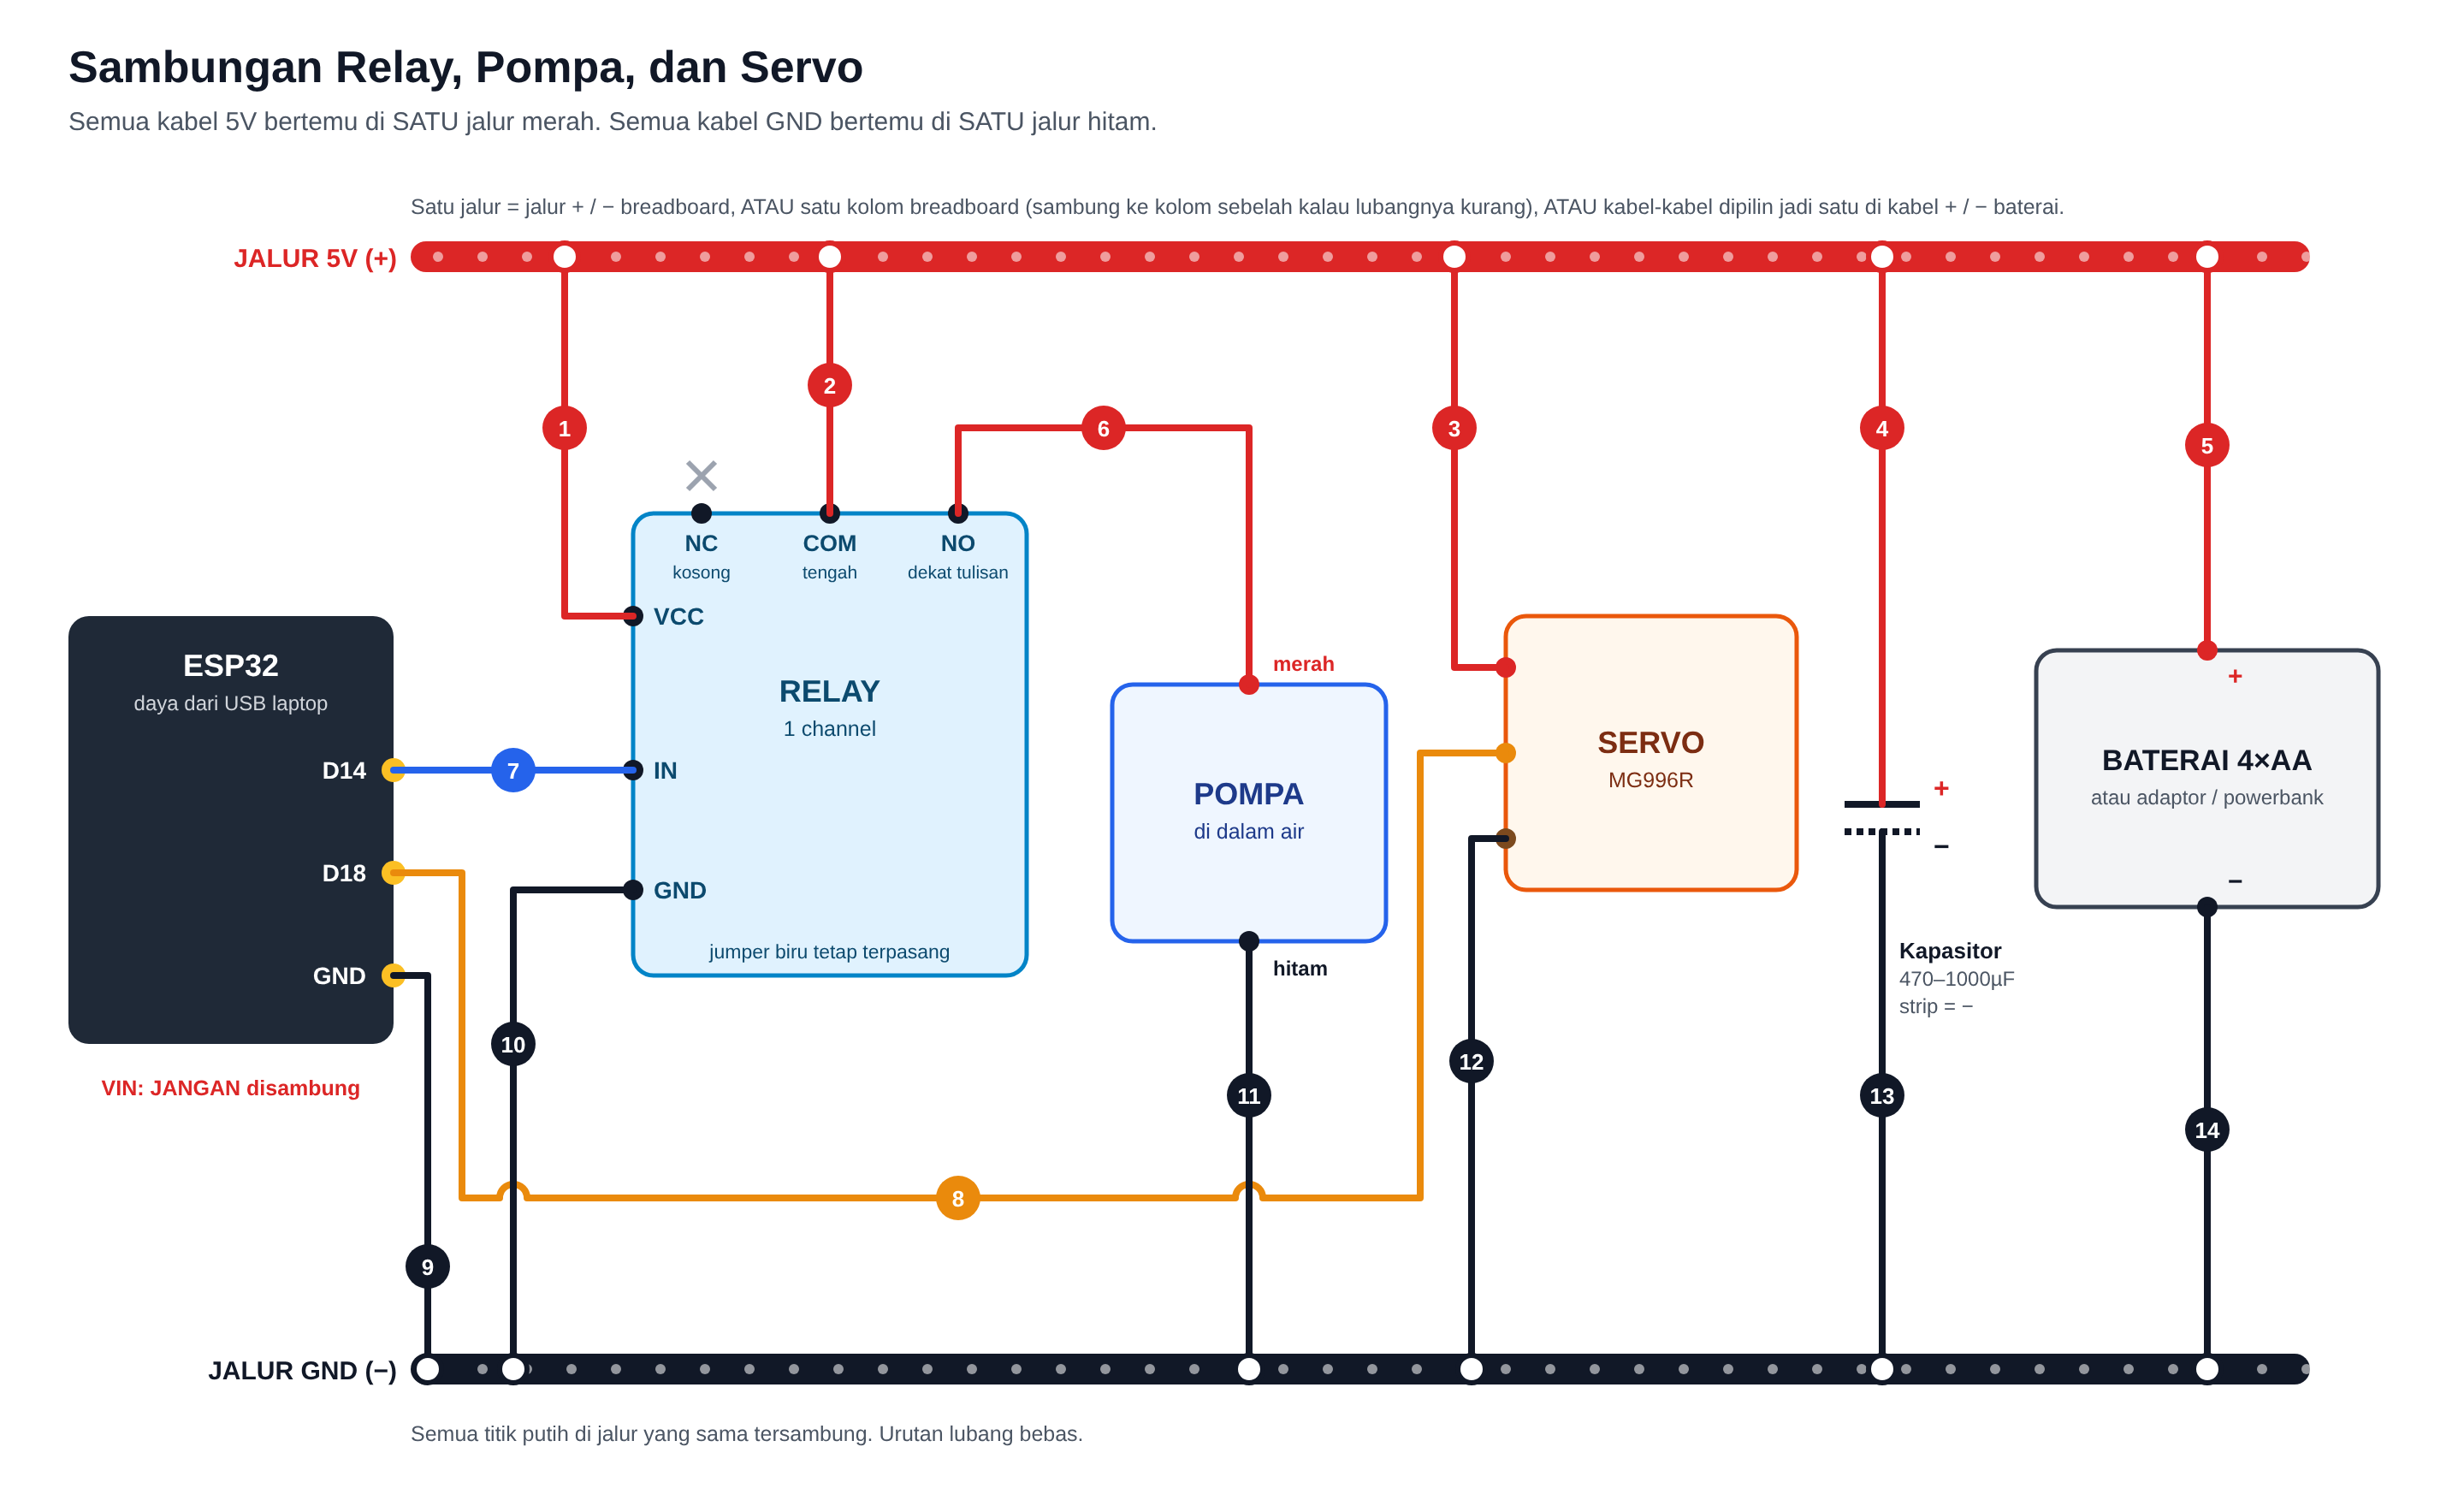 Sambungan Relay, Pompa, dan Servo
Semua kabel 5V bertemu di SATU jalur merah. Semua kabel GND bertemu di SATU jalur hitam.
Satu jalur = jalur + / − breadboard, ATAU satu kolom breadboard (sambung ke kolom sebelah kalau lubangnya kurang), ATAU kabel-kabel dipilin jadi satu di kabel + / − baterai.
JALUR 5V (+)
1
2
6
3
4
5
NC
COM
NO
kosong
tengah
dekat tulisan
VCC
RELAY
1 channel
IN
GND
jumper biru tetap terpasang
ESP32
daya dari USB laptop
D14
D18
GND
VIN: JANGAN disambung
7
merah
POMPA
di dalam air
hitam
SERVO
MG996R
+
−
Kapasitor
470–1000µF
strip = −
+
BATERAI 4×AA
atau adaptor / powerbank
−
10
11
12
13
14
8
9
JALUR GND (−)
Semua titik putih di jalur yang sama tersambung. Urutan lubang bebas.